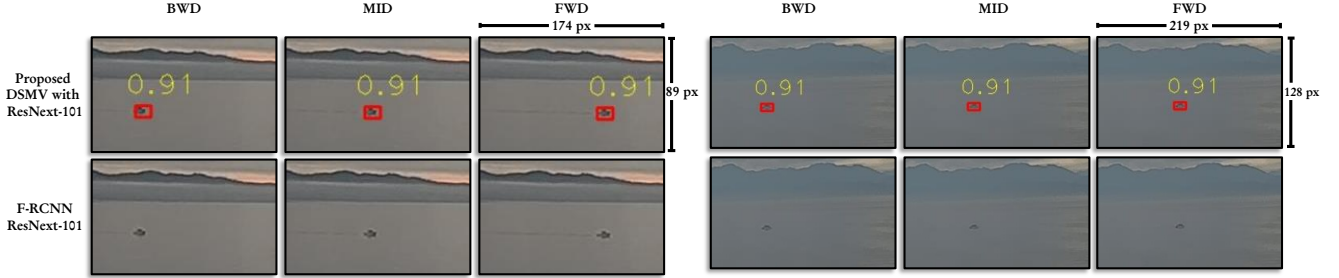 BWD MID FWD BWD MID FWD
174 px 219 px
Proposed
DSMV with
ResNext-101
0.91 0.91 0.91 0.91 0.91 0.91
89 px 128 px
F-RCNN
ResNext-101